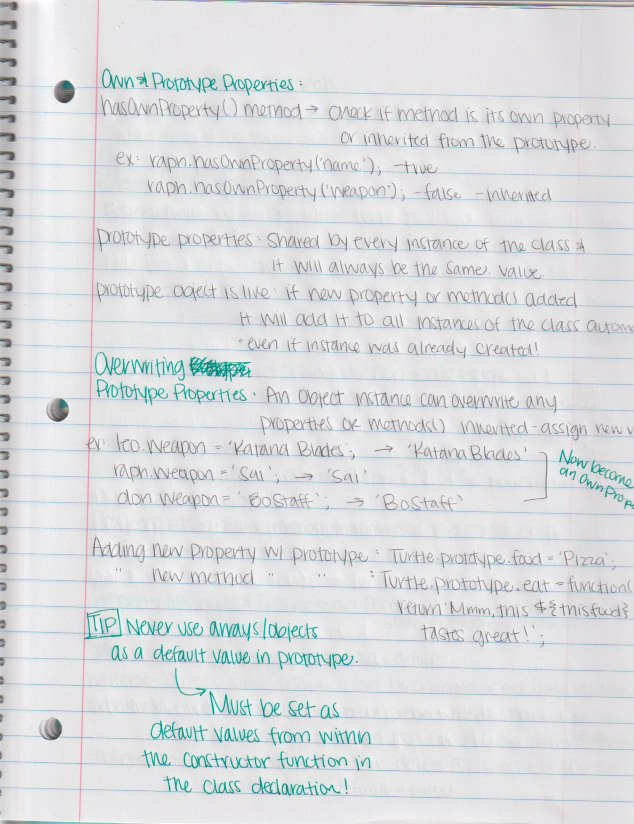 Own & Prototype Properties:
hasOwnProperty() method → check if method is its own property
or inherited from the prototype.
ex: raph.hasOwnProperty('name'); -true
raph.hasOwnProperty('weapon'); -false -inherited
prototype properties: Shared by every instance of the class &
it will always be the same value
prototype object is live: if new property or method() added
it will add it to all instances of the class autom
· even if instance was already created!
Overwriting
Prototype Properties: An object instance can overwrite any
properties or methods() inherited - assign new v
ex: leo.weapon = 'Katana Blades'; → 'Katana Blades'
raph.weapon = 'Sai'; → 'Sai'
don.weapon = 'Bo Staff'; → 'Bo Staff'
Now become
an own Prope
Adding new Property w/ prototype: Turtle.prototype.food = 'Pizza';
" new method " " : Turtle.prototype.eat = function(
return: Mmm, this ${this.food}
tastes great!';
TIP Never use arrays/objects
as a default value in prototype.
↳ Must be set as
default values from within
the constructor function in
the class declaration!